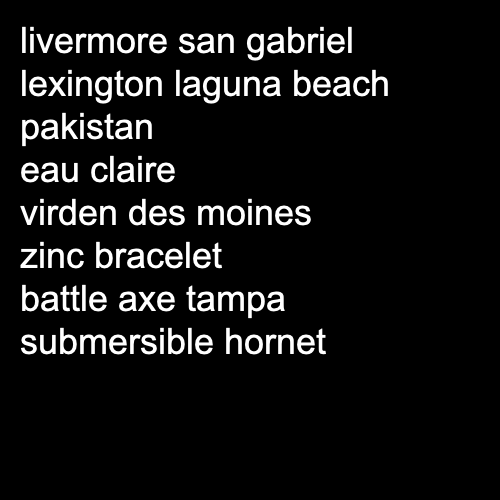 livermore san gabriel
lexington laguna beach
pakistan
eau claire
virden des moines
zinc bracelet
battle axe tampa
submersible hornet